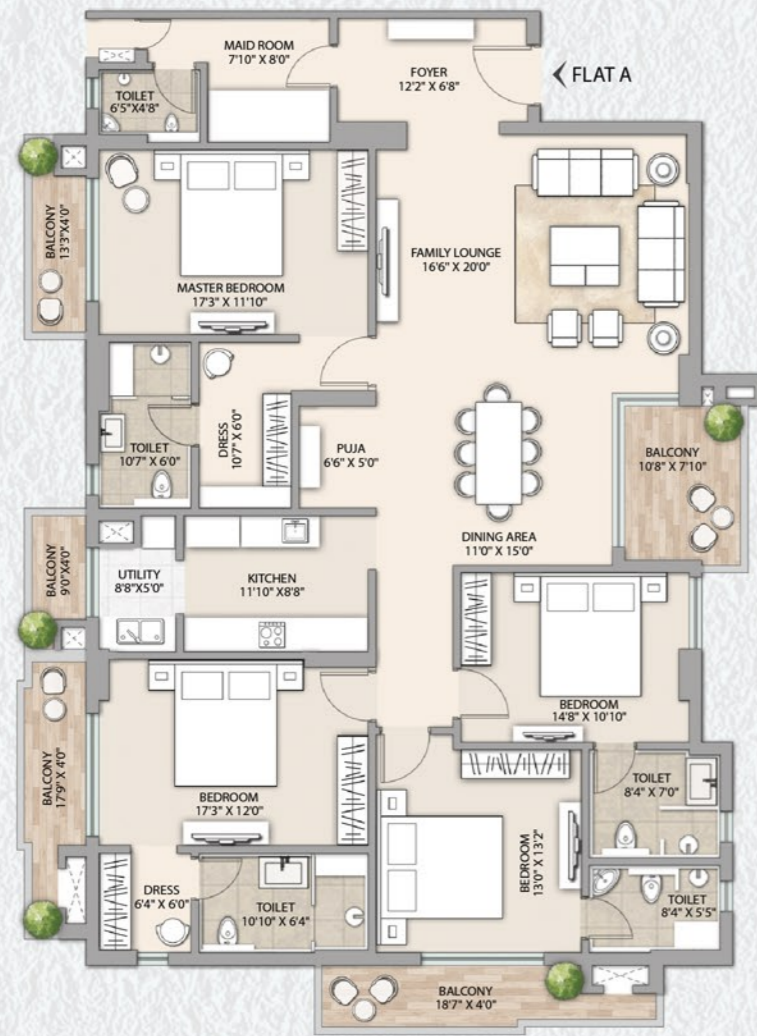 MAID ROOM
7'10" X 8'0"
FOYER
12'2" X 6'8"
FLAT A
TOILET
6'5"X4'8"
BALCONY
13'3"X4'0"
MASTER BEDROOM
17'3" X 11'10"
FAMILY LOUNGE
16'6" X 20'0"
TOILET
10'7" X 6'0"
DRESS
10'7" X 6'0"
PUJA
6'6" X 5'0"
BALCONY
10'8" X 7'10"
DINING AREA
11'0" X 15'0"
BALCONY
9'0"X4'0"
UTILITY
8'8"X5'0"
KITCHEN
11'10"X8'8"
BEDROOM
14'8" X 10'10"
BALCONY
17'9" X 4'0"
BEDROOM
17'3" X 12'0"
TOILET
8'4" X 7'0"
BEDROOM
13'0" X 13'2"
DRESS
6'4" X 6'0"
TOILET
10'10" X 6'4"
TOILET
8'4" X 5'5"
BALCONY
18'7" X 4'0"